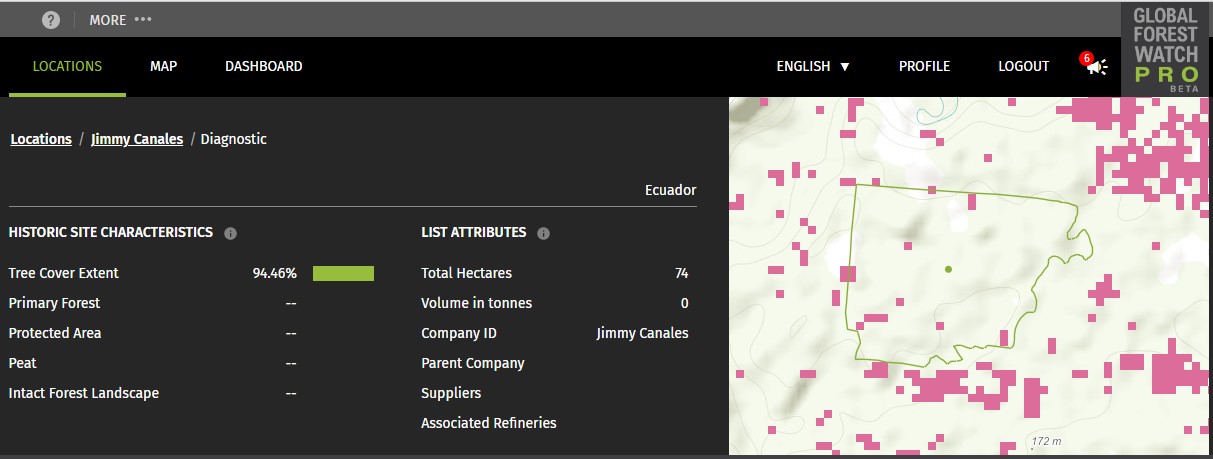 ? MORE •••
GLOBAL
FOREST
WATCH
PRO
BETA
LOCATIONS MAP DASHBOARD ENGLISH ▼ PROFILE LOGOUT 6
Locations / Jimmy Canales / Diagnostic
Ecuador
HISTORIC SITE CHARACTERISTICS i
Tree Cover Extent 94.46%
Primary Forest --
Protected Area --
Peat --
Intact Forest Landscape --
LIST ATTRIBUTES i
Total Hectares 74
Volume in tonnes 0
Company ID Jimmy Canales
Parent Company
Suppliers
Associated Refineries
172 m